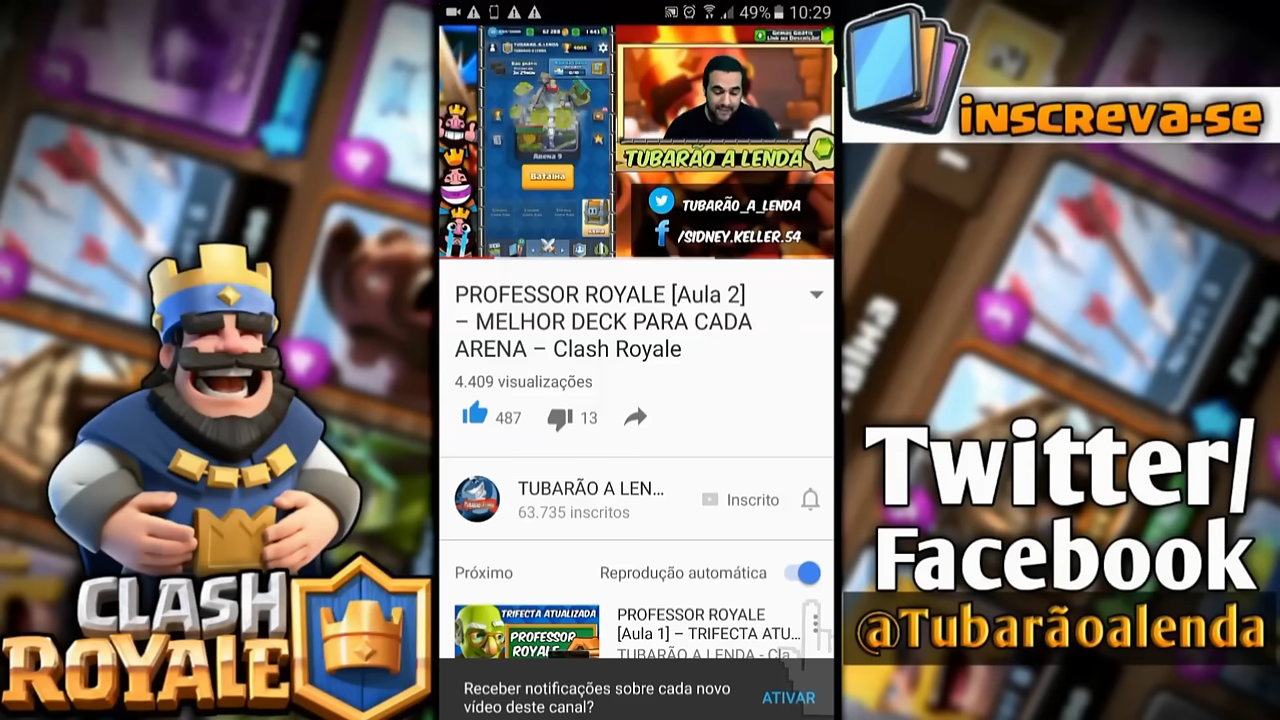 49% 10:29
Arena 9
Batalha
TUBARÃO A LENDA
TUBARÃO_A_LENDA
/SIDNEY.KELLER.54
INSCREVA-SE
PROFESSOR ROYALE [Aula 2]
– MELHOR DECK PARA CADA
ARENA – Clash Royale
4.409 visualizações
487 13
TUBARÃO A LEN...
63.735 inscritos
Inscrito
Próximo
Reprodução automática
TRIFECTA ATUALIZADA
PROFESSOR
ROYALE
PROFESSOR ROYALE
[Aula 1] – TRIFECTA ATU...
TUBARÃO A LENDA - Cla
Receber notificações sobre cada novo
vídeo deste canal?
ATIVAR
CLASH
ROYALE
Twitter/
Facebook
@Tubarãoalenda